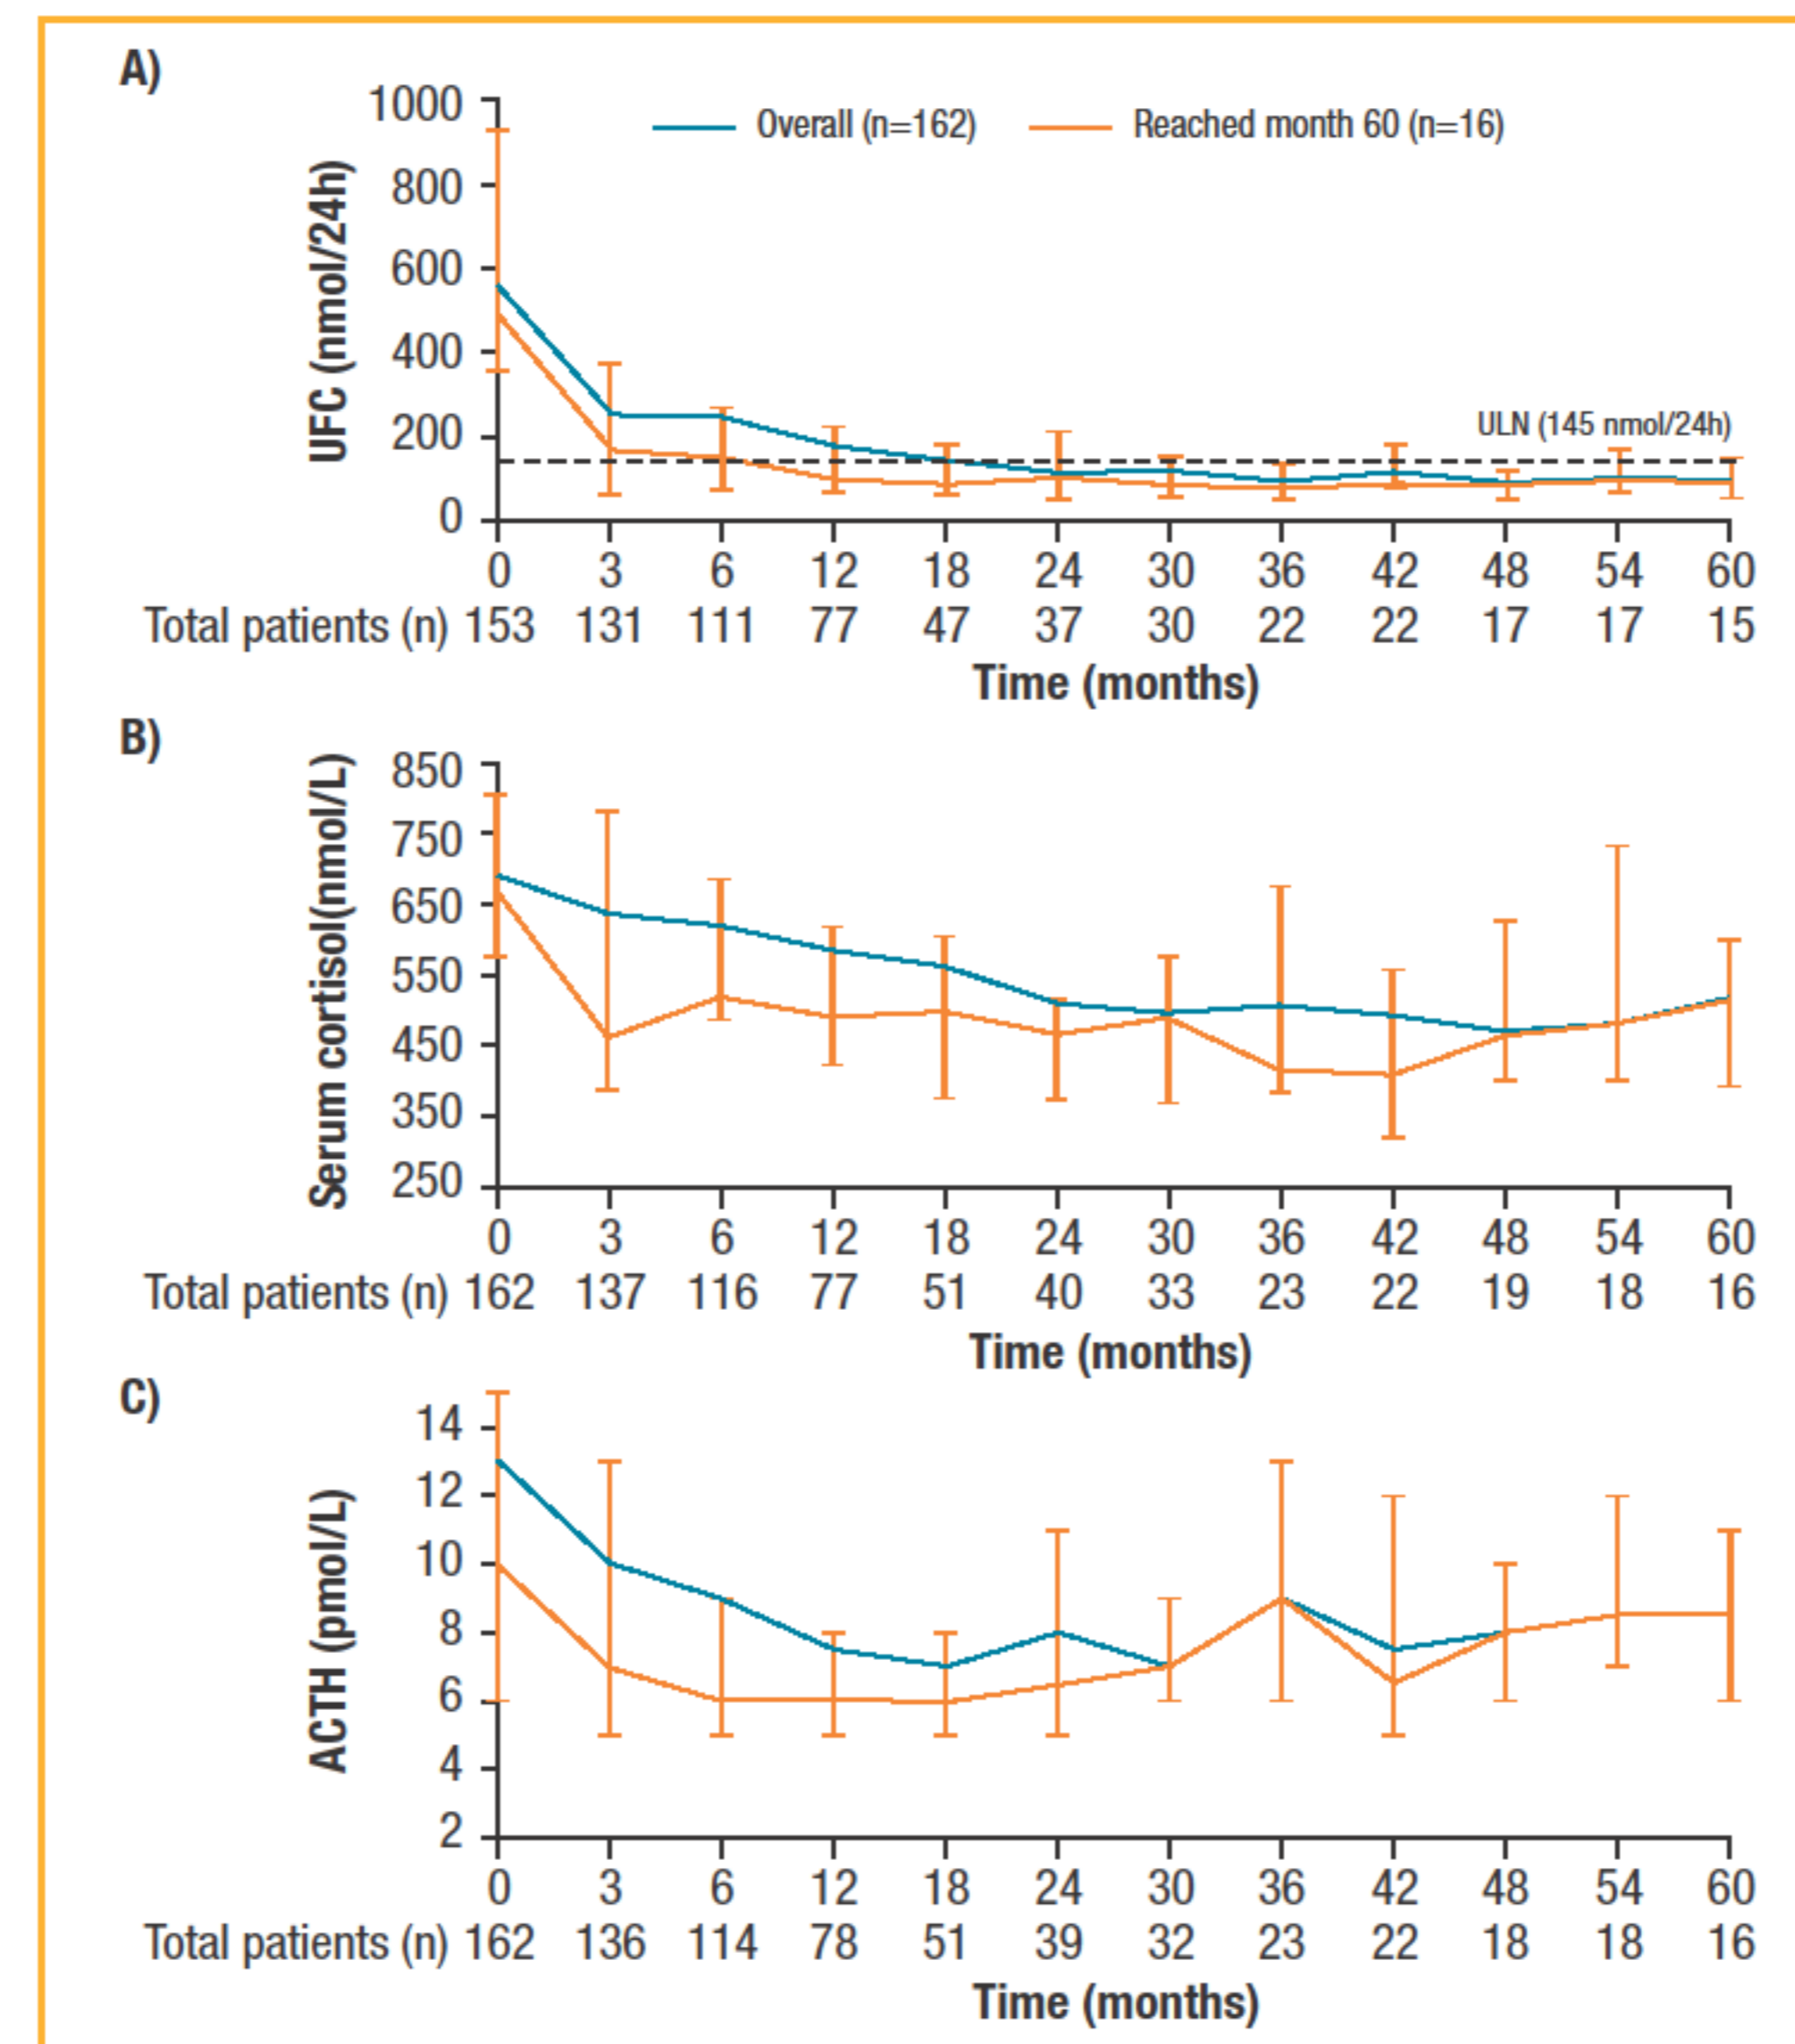 A)
UFC (nmol/24h)
1000
800
600
400
200
0
Overall (n=162) Reached month 60 (n=16)
ULN (145 nmol/24h)
0 3 6 12 18 24 30 36 42 48 54 60
Total patients (n) 153 131 111 77 47 37 30 22 22 17 17 15
Time (months)
B)
Serum cortisol(nmol/L)
850
750
650
550
450
350
250
0 3 6 12 18 24 30 36 42 48 54 60
Total patients (n) 162 137 116 77 51 40 33 23 22 19 18 16
Time (months)
C)
ACTH (pmol/L)
14
12
10
8
6
4
2
0 3 6 12 18 24 30 36 42 48 54 60
Total patients (n) 162 136 114 78 51 39 32 23 22 18 18 16
Time (months)